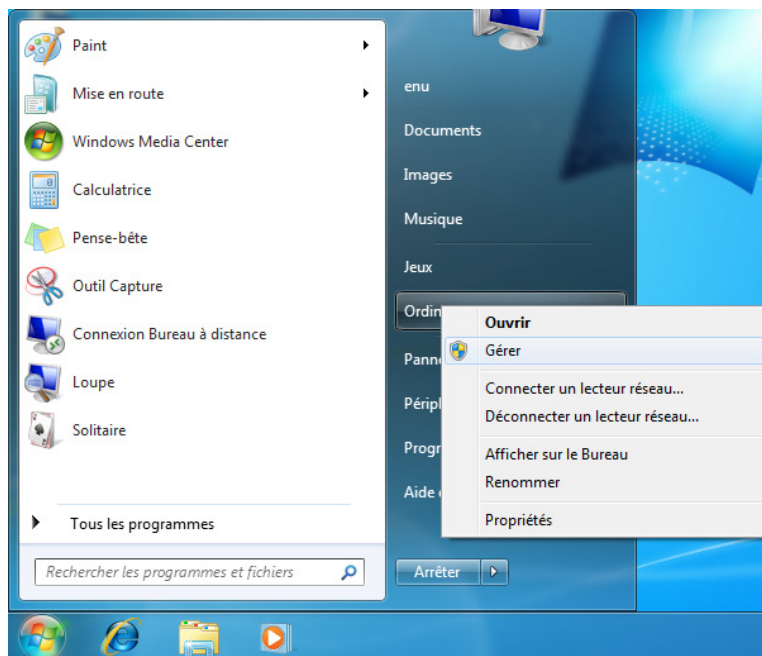 Paint
Mise en route
Windows Media Center
Calculatrice
Pense-bête
Outil Capture
Connexion Bureau à distance
Loupe
Solitaire
Tous les programmes
Rechercher les programmes et fichiers
enu
Documents
Images
Musique
Jeux
Ordin
Pann
Périp
Progr
Aide
Arrêter
Ouvrir
Gérer
Connecter un lecteur réseau...
Déconnecter un lecteur réseau...
Afficher sur le Bureau
Renommer
Propriétés